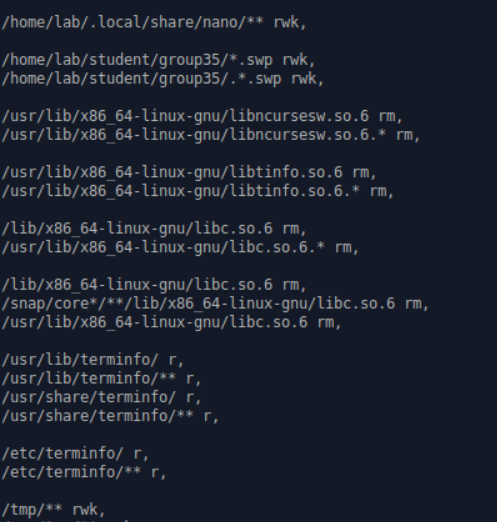 /home/lab/.local/share/nano/** rwk,
/home/lab/student/group35/*.swp rwk,
/home/lab/student/group35/.*.swp rwk,
/usr/lib/x86_64-linux-gnu/libncursesw.so.6 rm,
/usr/lib/x86_64-linux-gnu/libncursesw.so.6.* rm,
/usr/lib/x86_64-linux-gnu/libtinfo.so.6 rm,
/usr/lib/x86_64-linux-gnu/libtinfo.so.6.* rm,
/lib/x86_64-linux-gnu/libc.so.6 rm,
/usr/lib/x86_64-linux-gnu/libc.so.6.* rm,
/lib/x86_64-linux-gnu/libc.so.6 rm,
/snap/core*/**/lib/x86_64-linux-gnu/libc.so.6 rm,
/usr/lib/x86_64-linux-gnu/libc.so.6 rm,
/usr/lib/terminfo/ r,
/usr/lib/terminfo/** r,
/usr/share/terminfo/ r,
/usr/share/terminfo/** r,
/etc/terminfo/ r,
/etc/terminfo/** r,
/tmp/** rwk,